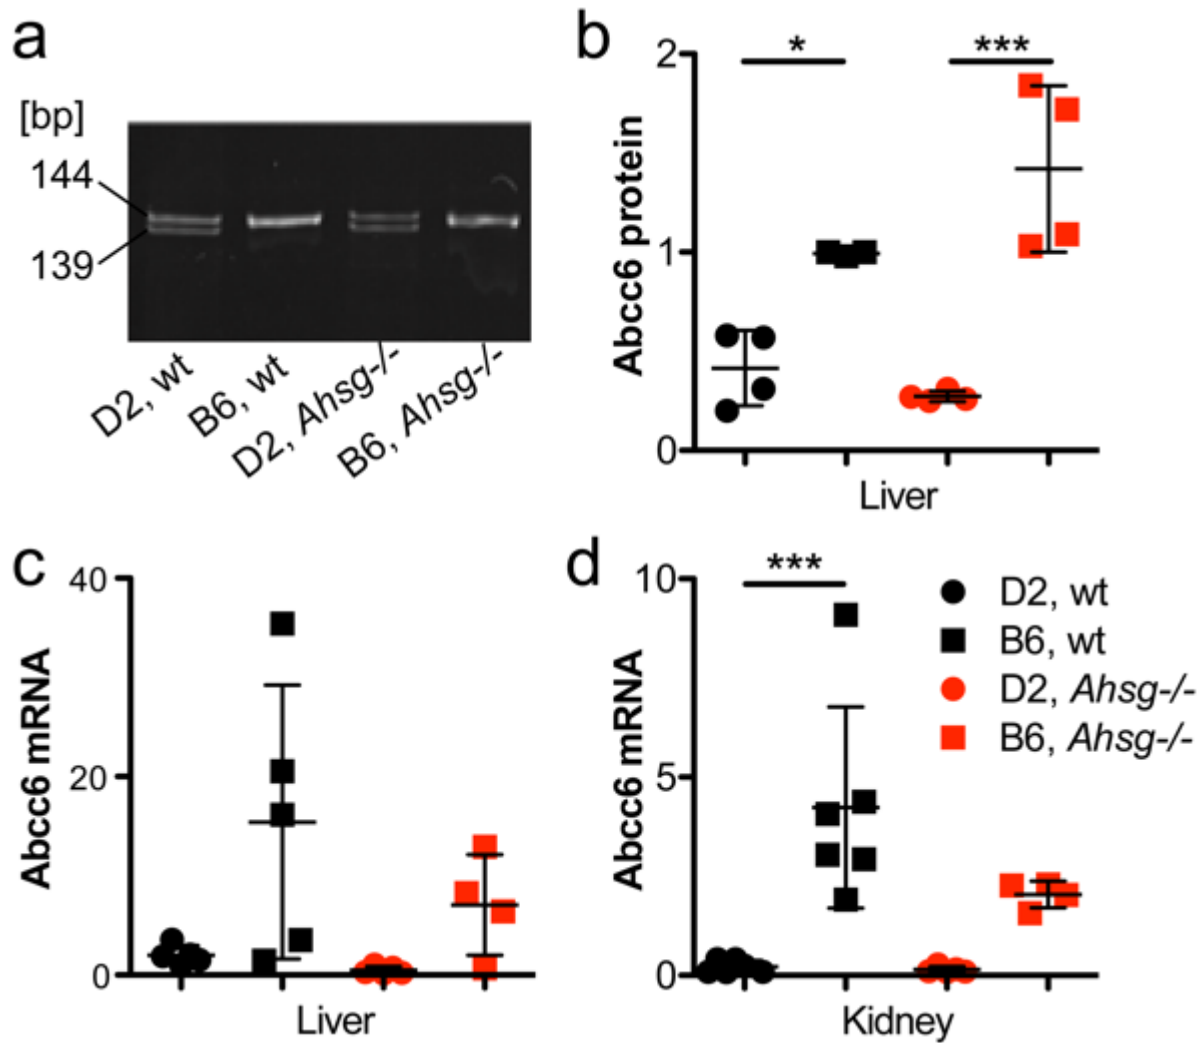 a
[bp]
144
139
D2, wt
B6, wt
D2, Ahsg-/-
B6, Ahsg-/-
b
Abcc6 protein
2
1
0
*
***
Liver
c
Abcc6 mRNA
40
20
0
Liver
d
Abcc6 mRNA
10
5
0
***
D2, wt
B6, wt
D2, Ahsg-/-
B6, Ahsg-/-
Kidney